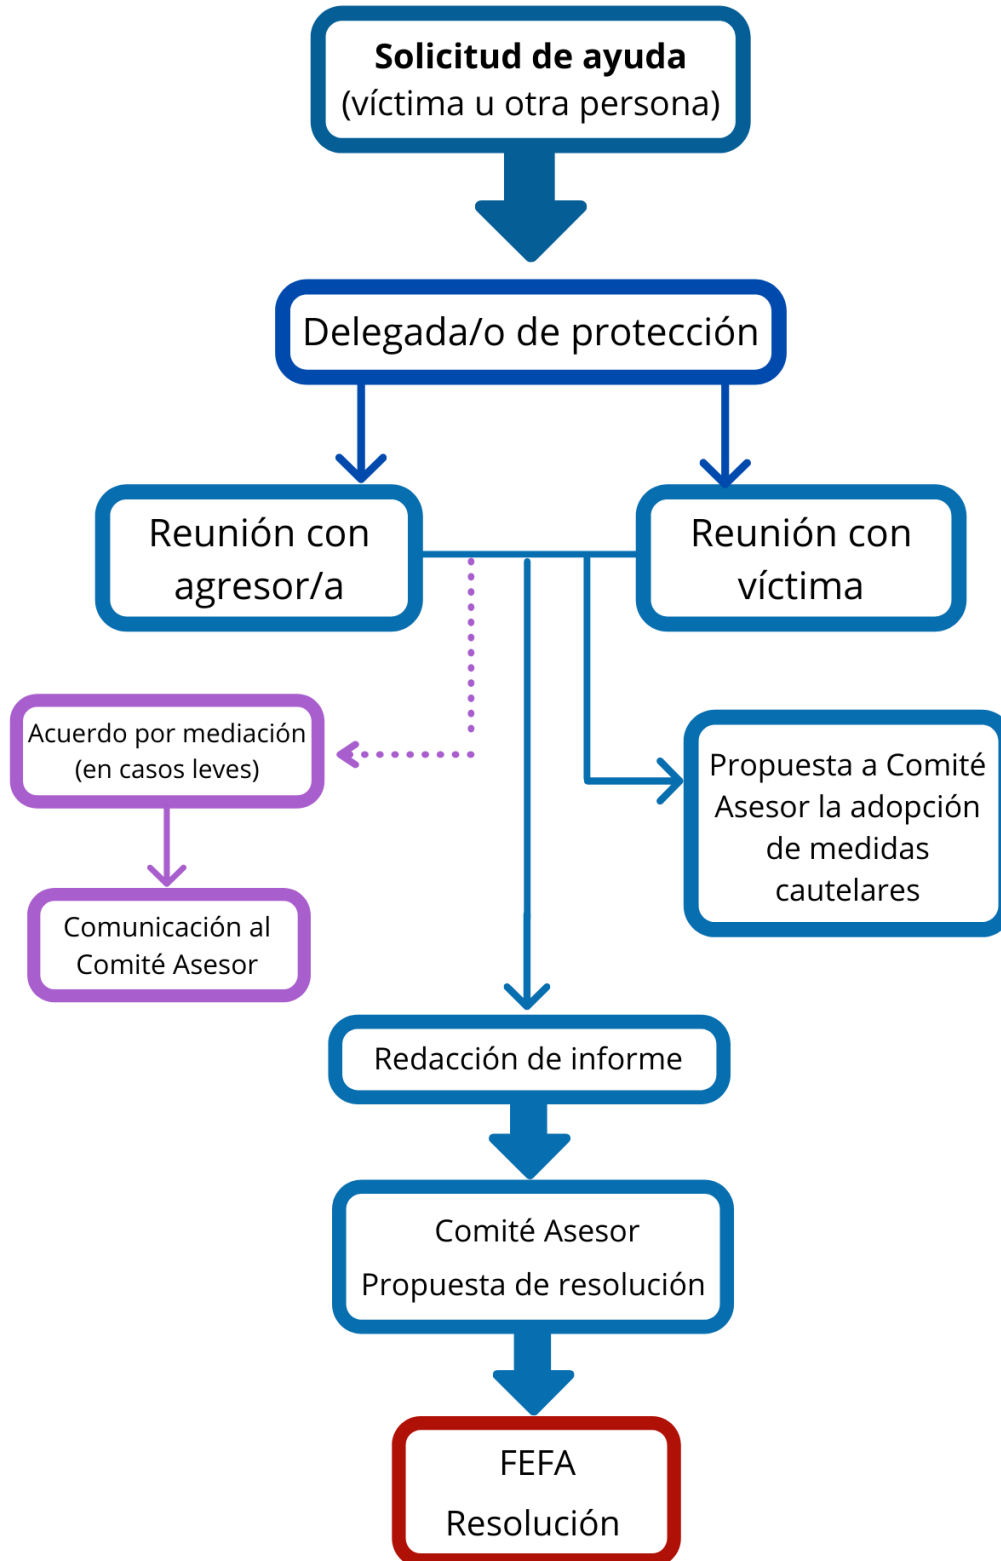 Solicitud de ayuda
(víctima u otra persona)
Delegada/o de protección
Reunión con
agresor/a
Reunión con
víctima
Acuerdo por mediación
(en casos leves)
Propuesta a Comité
Asesor la adopción
de medidas
cautelares
Comunicación al
Comité Asesor
Redacción de informe
Comité Asesor
Propuesta de resolución
FEFA
Resolución